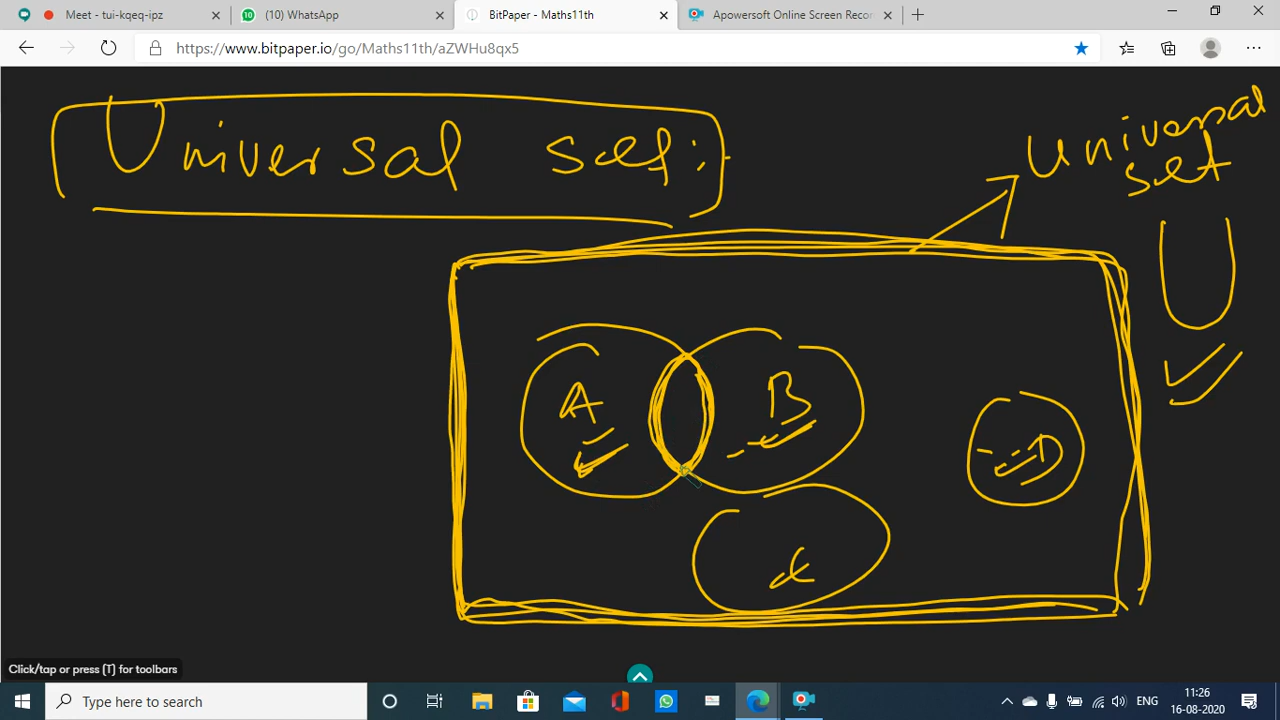 Meet - tui-kqeq-ipz
(10) WhatsApp
BitPaper - Maths11th
Apowersoft Online Screen Recor
https://www.bitpaper.io/go/Maths11th/aZWHu8qx5
Universal set :-
Universal
set
U
A
B
D
Click/tap or press [T] for toolbars
Type here to search
ENG
11:26
16-08-2020